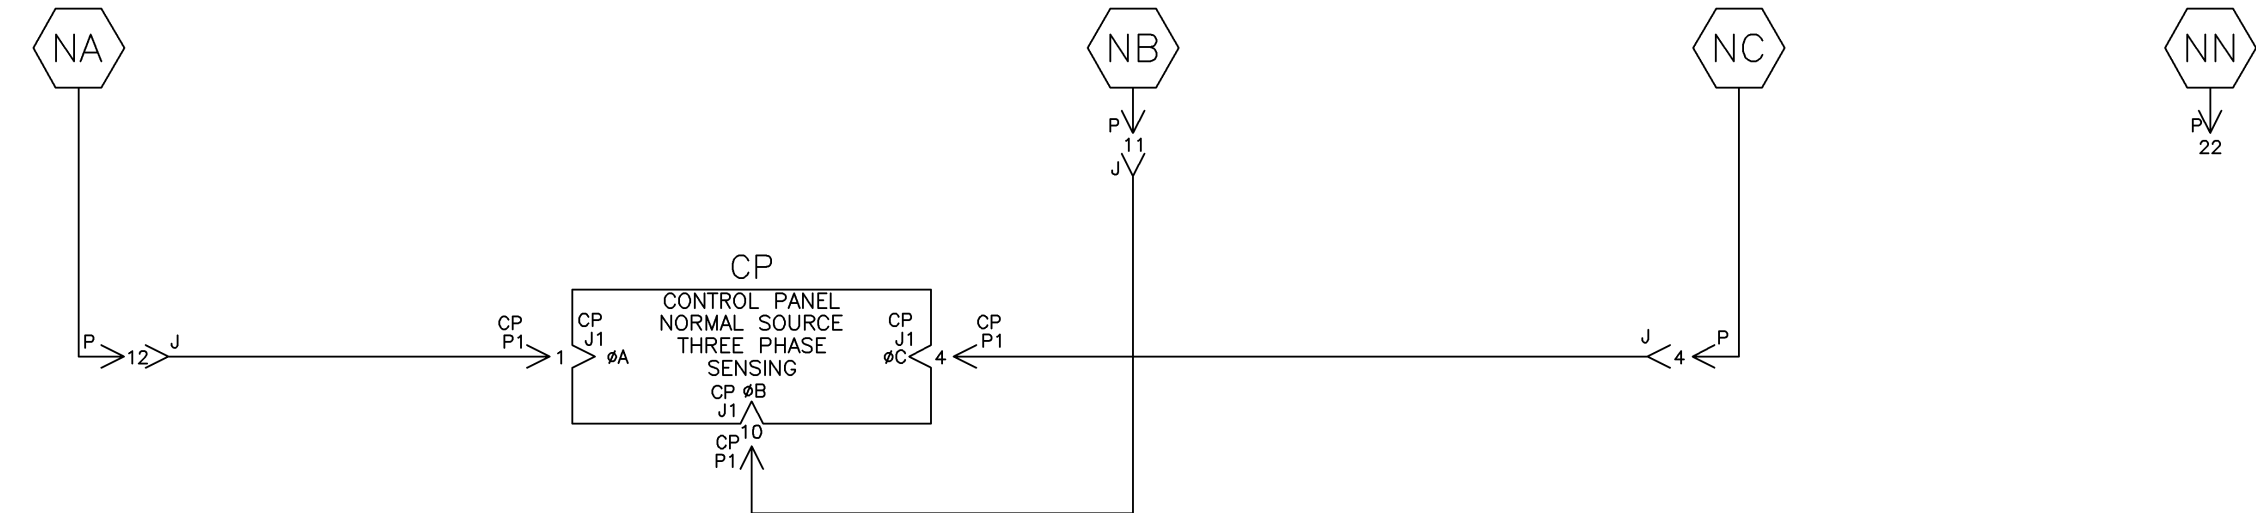 NA
NB
NC
NN
P
11
J
P
22
CP
CONTROL PANEL
NORMAL SOURCE
THREE PHASE
SENSING
P
12
J
CP
P1
1
CP
J1
øA
CP
J1
øC
4
CP
P1
J
4
P
CP
øB
J1
10
CP
P1